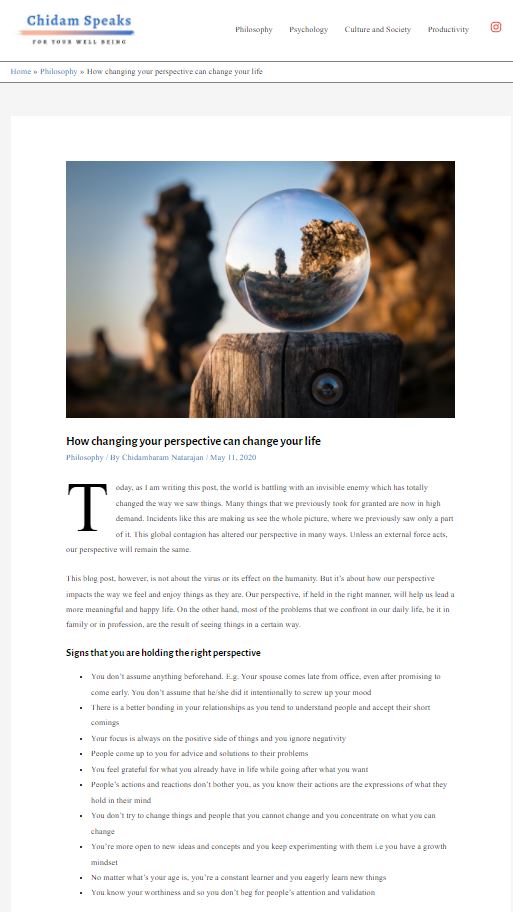 Chidam Speaks
FOR YOUR WELL BEING
Philosophy Psychology Culture and Society Productivity
Home » Philosophy » How changing your perspective can change your life
How changing your perspective can change your life
Philosophy / By Chidambaram Natarajan / May 11, 2020
Today, as I am writing this post, the world is battling with an invisible enemy which has totally
changed the way we saw things. Many things that we previously took for granted are now in high
demand. Incidents like this are making us see the whole picture, where we previously saw only a part
of it. This global contagion has altered our perspective in many ways. Unless an external force acts,
our perspective will remain the same.
This blog post, however, is not about the virus or its effect on the humanity. But it's about how our perspective
impacts the way we feel and enjoy things as they are. Our perspective, if held in the right manner, will help us lead a
more meaningful and happy life. On the other hand, most of the problems that we confront in our daily life, be it in
family or in profession, are the result of seeing things in a certain way.
Signs that you are holding the right perspective
• You don't assume anything beforehand. E.g. Your spouse comes late from office, even after promising to
come early. You don't assume that he/she did it intentionally to screw up your mood
• There is a better bonding in your relationships as you tend to understand people and accept their short
comings
• Your focus is always on the positive side of things and you ignore negativity
• People come up to you for advice and solutions to their problems
• You feel grateful for what you already have in life while going after what you want
• People's actions and reactions don't bother you, as you know their actions are the expressions of what they
hold in their mind
• You don't try to change things and people that you cannot change and you concentrate on what you can
change
• You're more open to new ideas and concepts and you keep experimenting with them i.e you have a growth
mindset
• No matter what's your age is, you're a constant learner and you eagerly learn new things
• You know your worthiness and so you don't beg for people's attention and validation